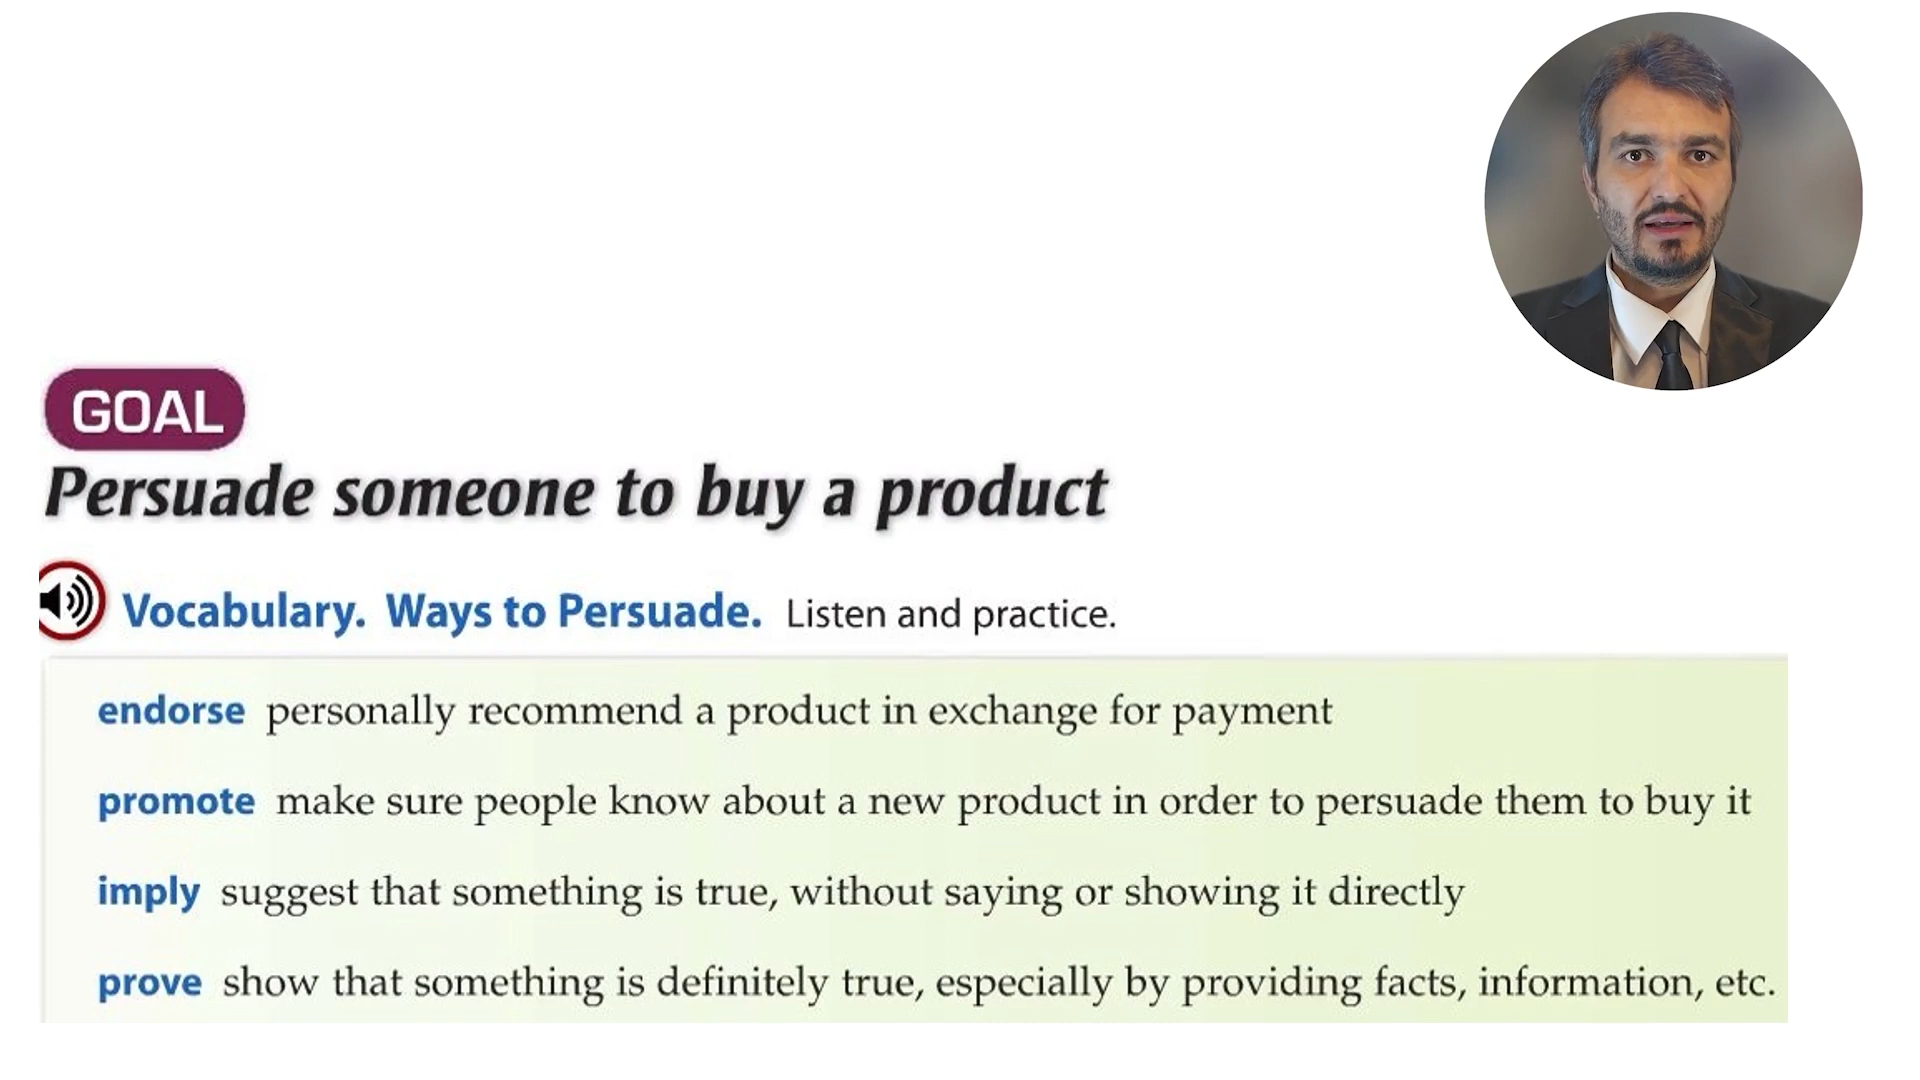 GOAL
Persuade someone to buy a product
Vocabulary. Ways to Persuade. Listen and practice.
endorse personally recommend a product in exchange for payment
promote make sure people know about a new product in order to persuade them to buy it
imply suggest that something is true, without saying or showing it directly
prove show that something is definitely true, especially by providing facts, information, etc.